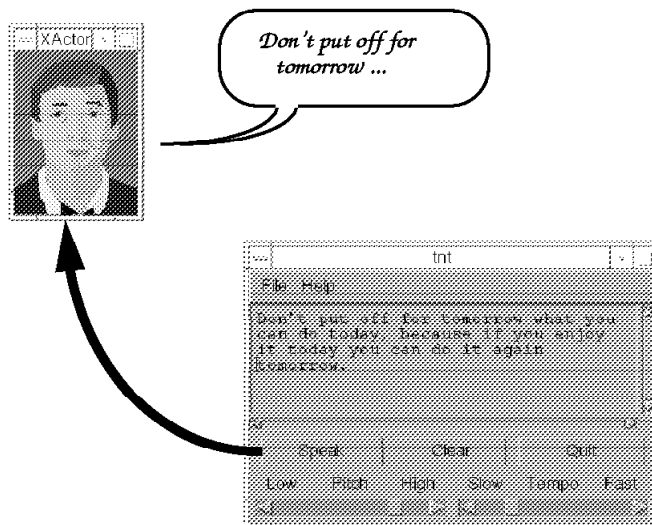 XActor
Don't put off for
tomorrow ...
tnt
File Help
Don't put off for tomorrow what you
can do today, because if you enjoy
it today you can do it again
tomorrow.
Speak Clear Quit
Low Pitch High Slow Tempo Fast